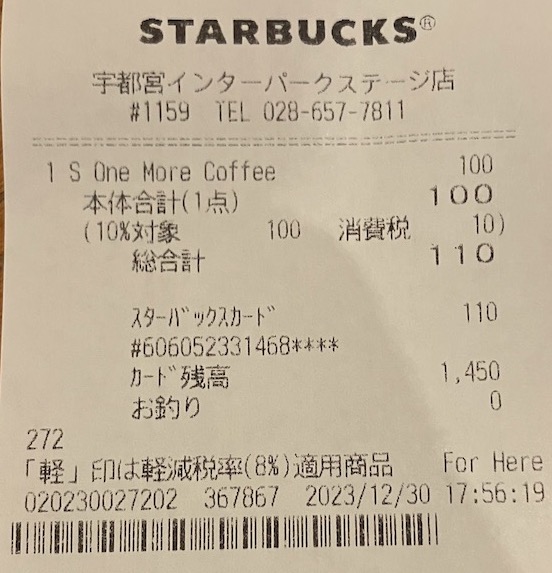 STARBUCKS®
宇都宮インターパークステージ店
#1159 TEL 028-657-7811
1 S One More Coffee 100
本体合計(1点) 100
(10%対象 100 消費税 10)
総合計 110
ｽﾀｰﾊﾞｯｸｽｶｰﾄﾞ 110
#606052331468****
ｶｰﾄﾞ残高 1,450
お釣り 0
272
「軽」印は軽減税率(8%)適用商品 For Here
020230027202 367867 2023/12/30 17:56:19